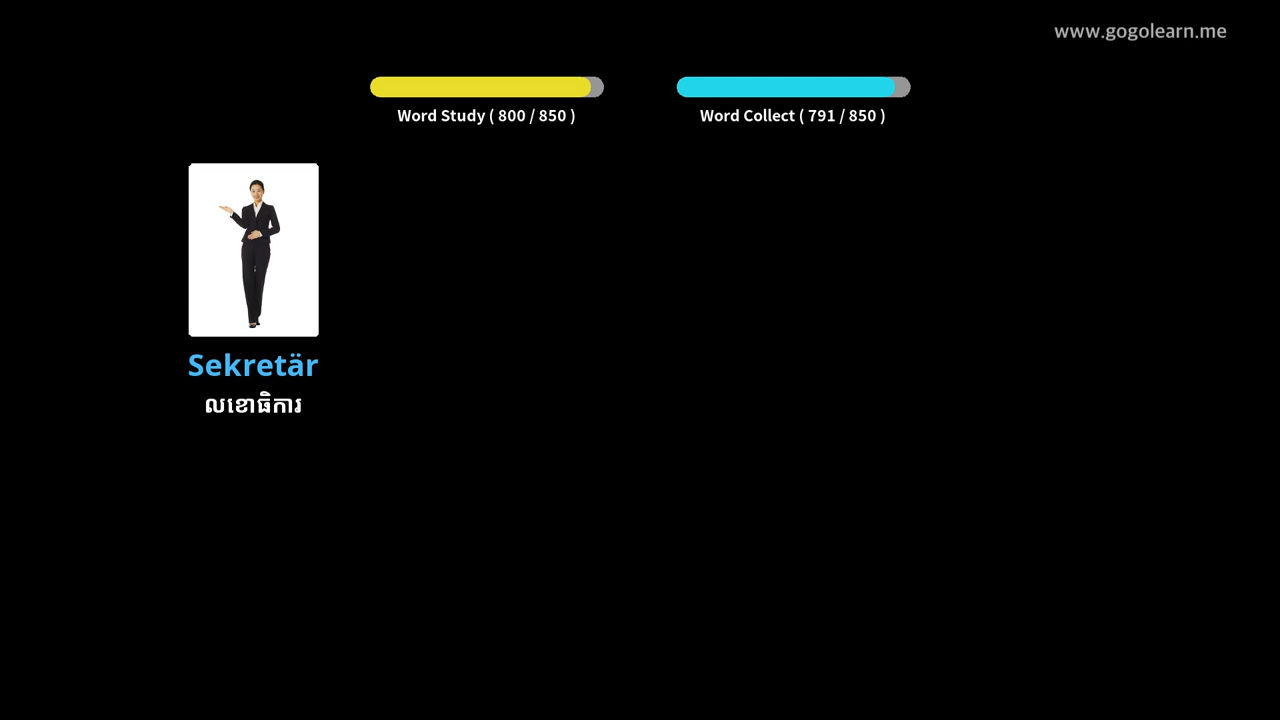 www.gogolearn.me
Word Study ( 800 / 850 )
Word Collect ( 791 / 850 )
Sekretär
លេខាធិការ